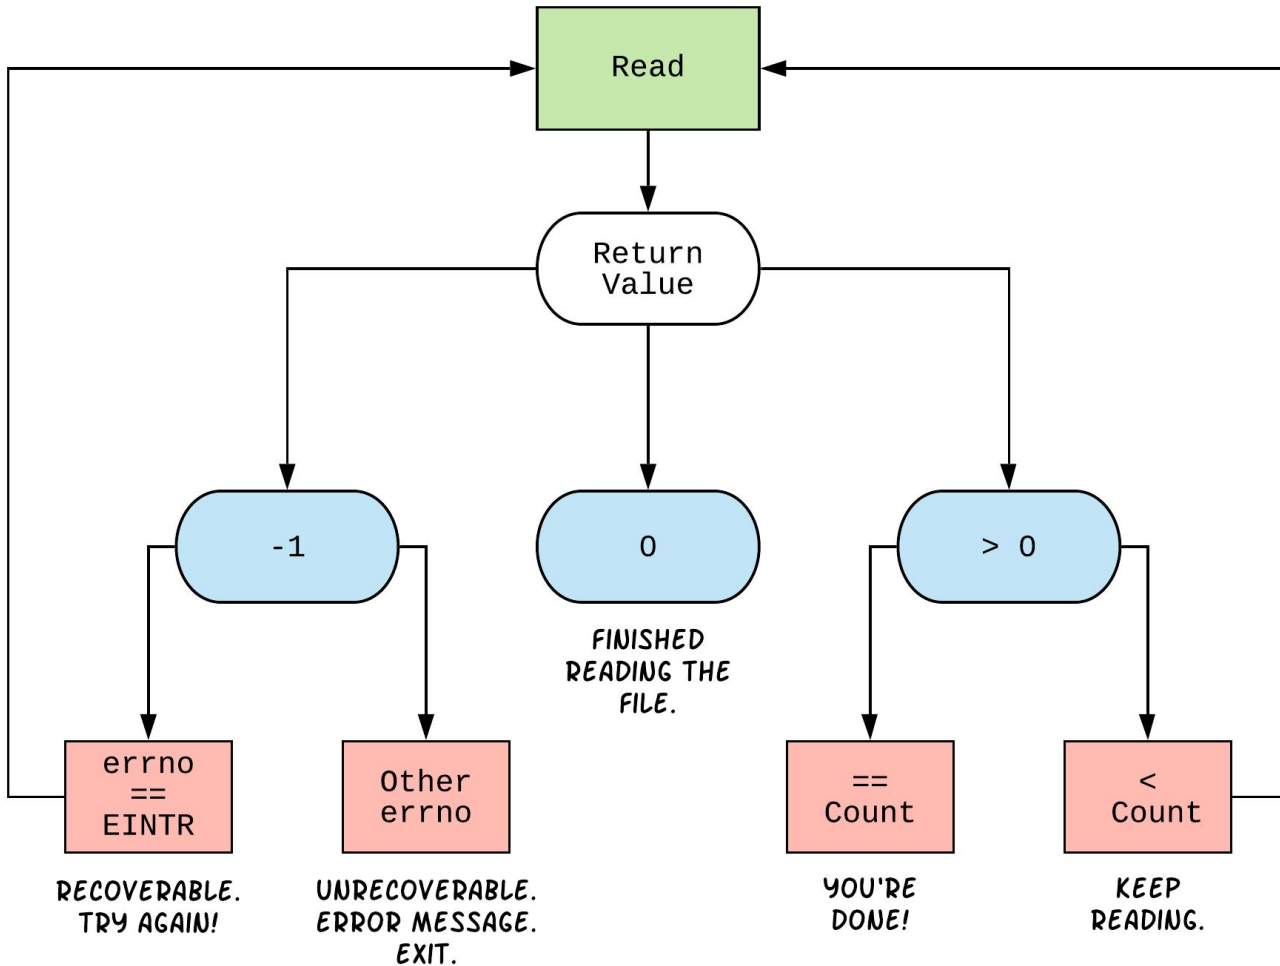 Read
Return
Value
-1
0
> 0
FINISHED
READING THE
FILE.
errno
==
EINTR
Other
errno
==
Count
<
Count
RECOVERABLE.
TRY AGAIN!
UNRECOVERABLE.
ERROR MESSAGE.
EXIT.
YOU'RE
DONE!
KEEP
READING.